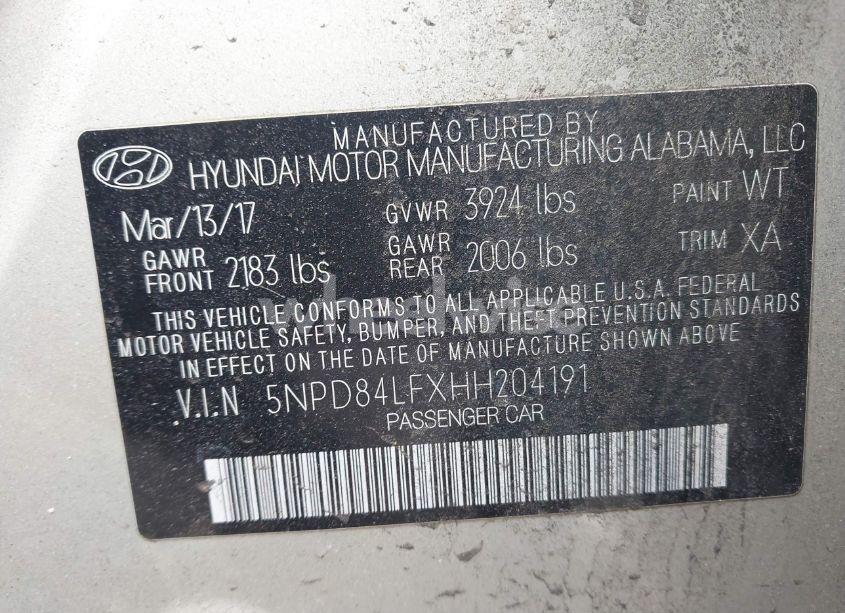 MANUFACTURED BY
HYUNDAI MOTOR MANUFACTURING ALABAMA, LLC
Mar/13/17 GVWR 3924 lbs PAINT WT
GAWR FRONT 2183 lbs GAWR REAR 2006 lbs TRIM XA
THIS VEHICLE CONFORMS TO ALL APPLICABLE U.S.A. FEDERAL
MOTOR VEHICLE SAFETY, BUMPER, AND THEFT PREVENTION STANDARDS
IN EFFECT ON THE DATE OF MANUFACTURE SHOWN ABOVE
V.I.N 5NPD84LFXHH204191
PASSENGER CAR